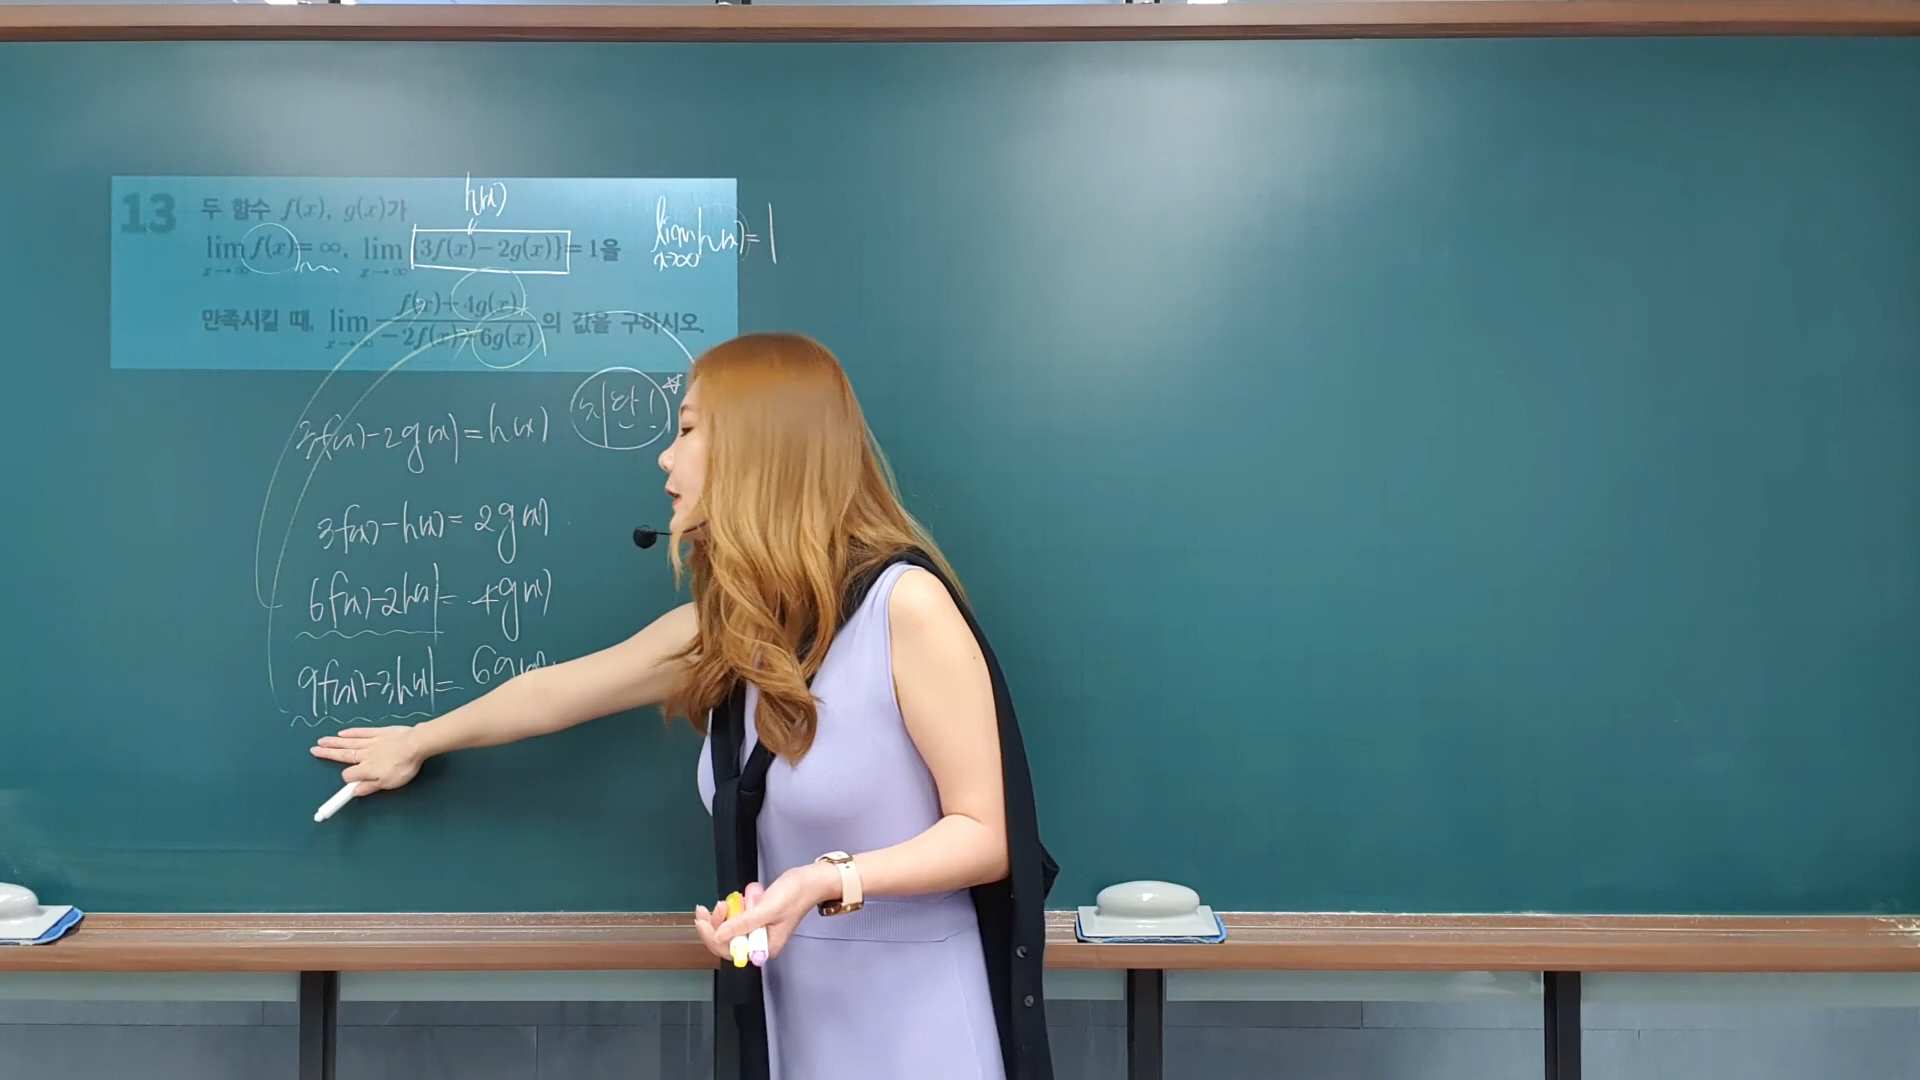 13 두 함수 f(x), g(x)가
h(x)
lim x→∞ f(x)=∞, lim x→∞ {3f(x)−2g(x)}=1을
lim x→∞ h(x)=1
만족시킬 때, lim x→∞ f(x)+4g(x) / −2f(x)+6g(x) 의 값을 구하시오.
3f(x)-2g(x)=h(x) 치환!
3f(x)-h(x)=2g(x)
6f(x)-2h(x)=4g(x)
9f(x)-3h(x)=6g(x)